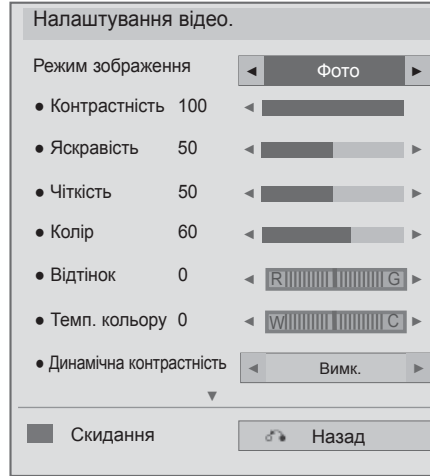 Налаштування відео.
Режим зображення ◄ Фото ►
● Контрастність 100 ◄
● Яскравість 50 ◄ ►
● Чіткість 50 ◄ ►
● Колір 60 ◄ ►
● Відтінок 0 ◄ R G ►
● Темп. кольору 0 ◄ W C ►
● Динамічна контрастність ◄ Вимк. ►
▼
Скидання Назад